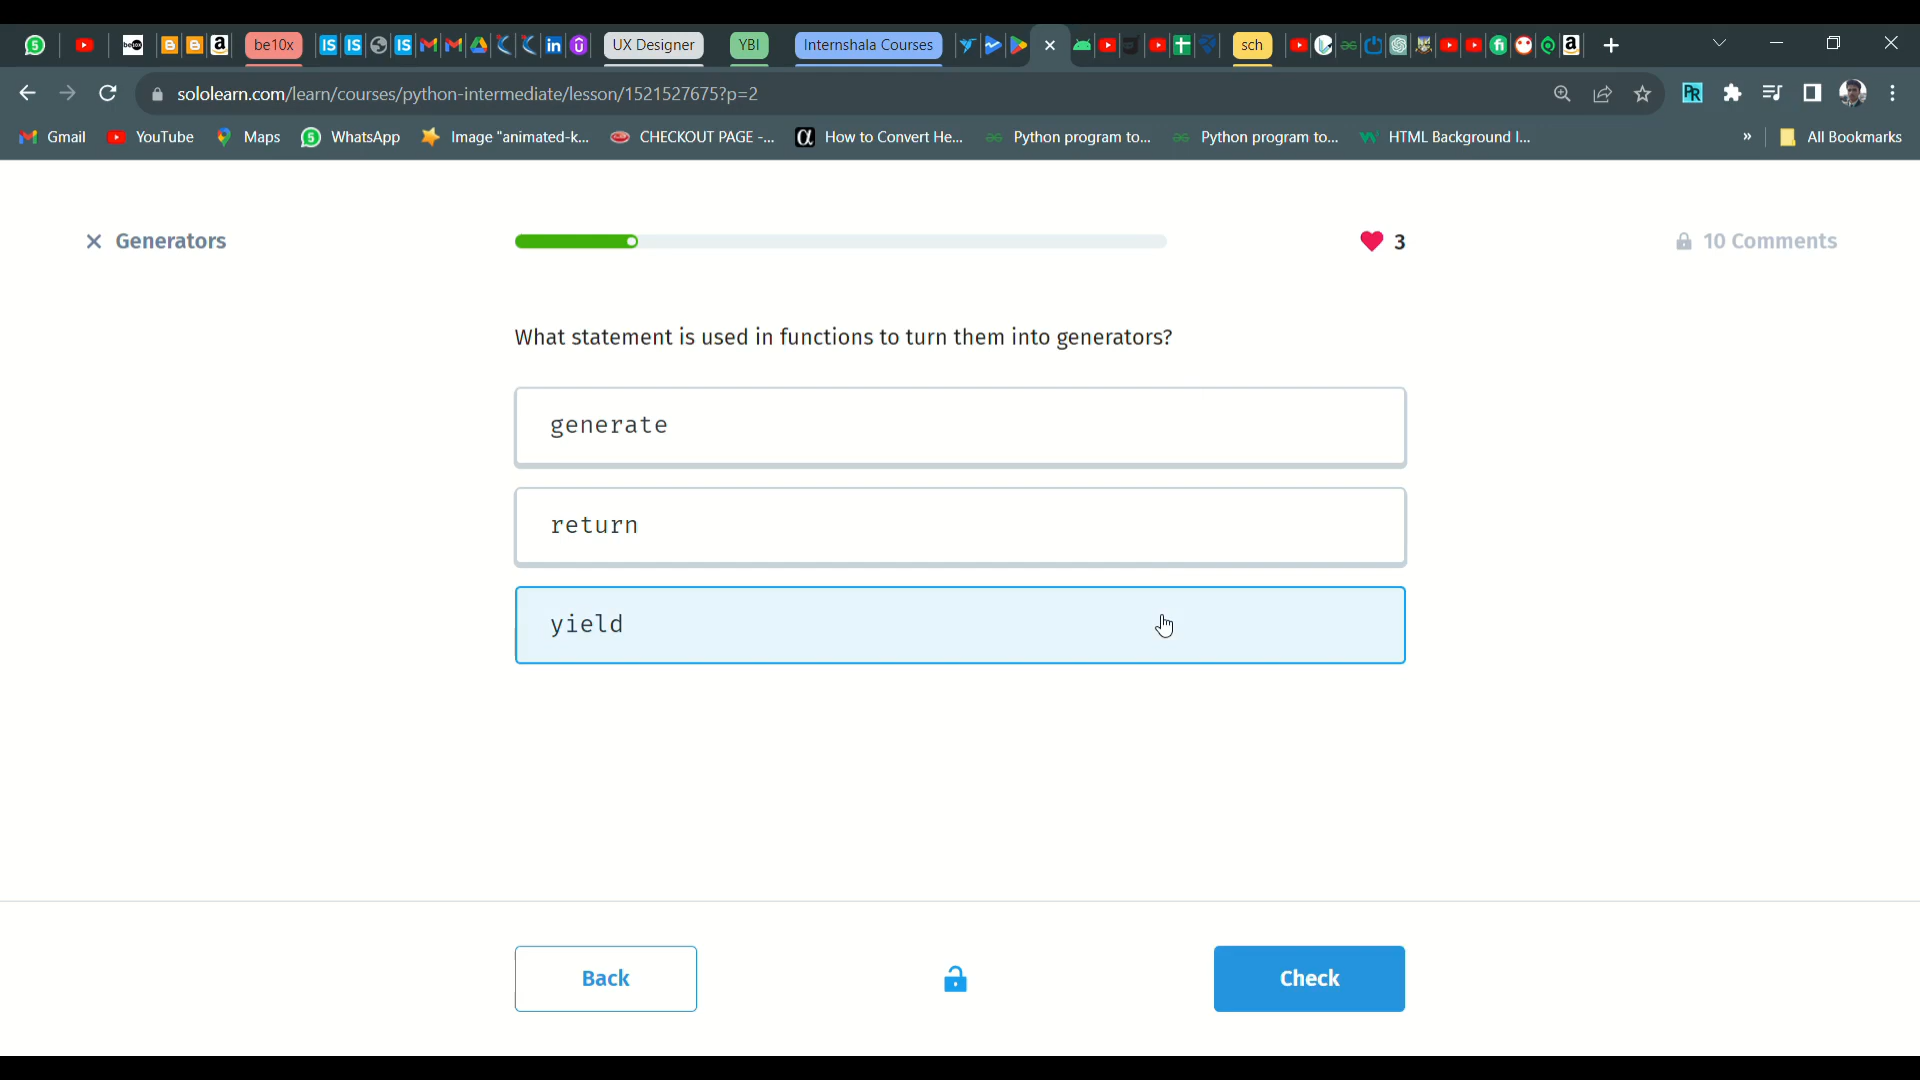 be10x
UX Designer
YBI
Internshala Courses
sch
sololearn.com/learn/courses/python-intermediate/lesson/1521527675?p=2
Gmail
YouTube
Maps
WhatsApp
Image "animated-k...
CHECKOUT PAGE -...
How to Convert He...
Python program to...
Python program to...
HTML Background I...
»
All Bookmarks
Generators
3
10 Comments
What statement is used in functions to turn them into generators?
generate
return
yield
Back
Check